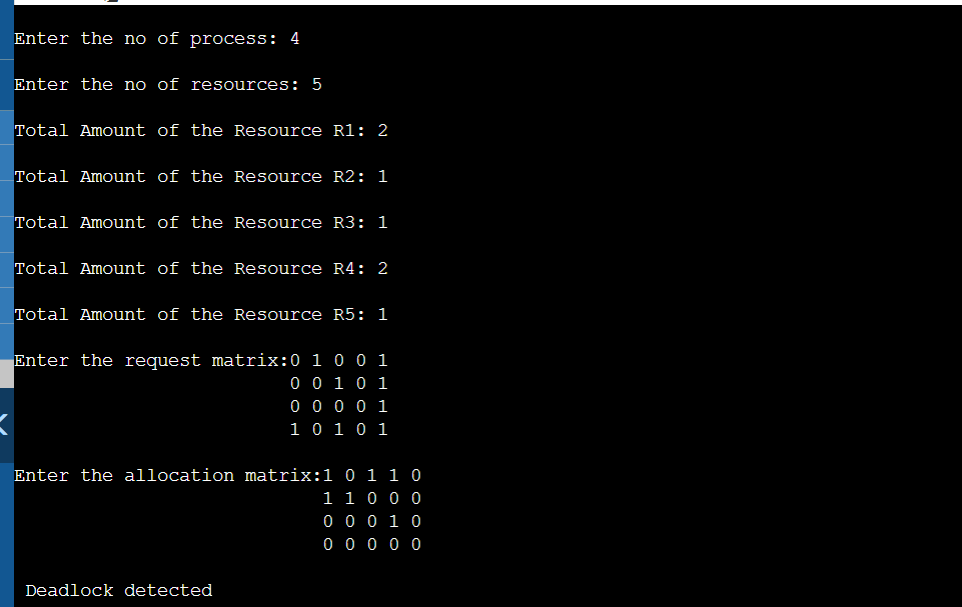 Enter the no of process: 4
Enter the no of resources: 5
Total Amount of the Resource R1: 2
Total Amount of the Resource R2: 1
Total Amount of the Resource R3: 1
Total Amount of the Resource R4: 2
Total Amount of the Resource R5: 1
Enter the request matrix:0 1 0 0 1
0 0 1 0 1
0 0 0 0 1
1 0 1 0 1
Enter the allocation matrix:1 0 1 1 0
1 1 0 0 0
0 0 0 1 0
0 0 0 0 0
Deadlock detected